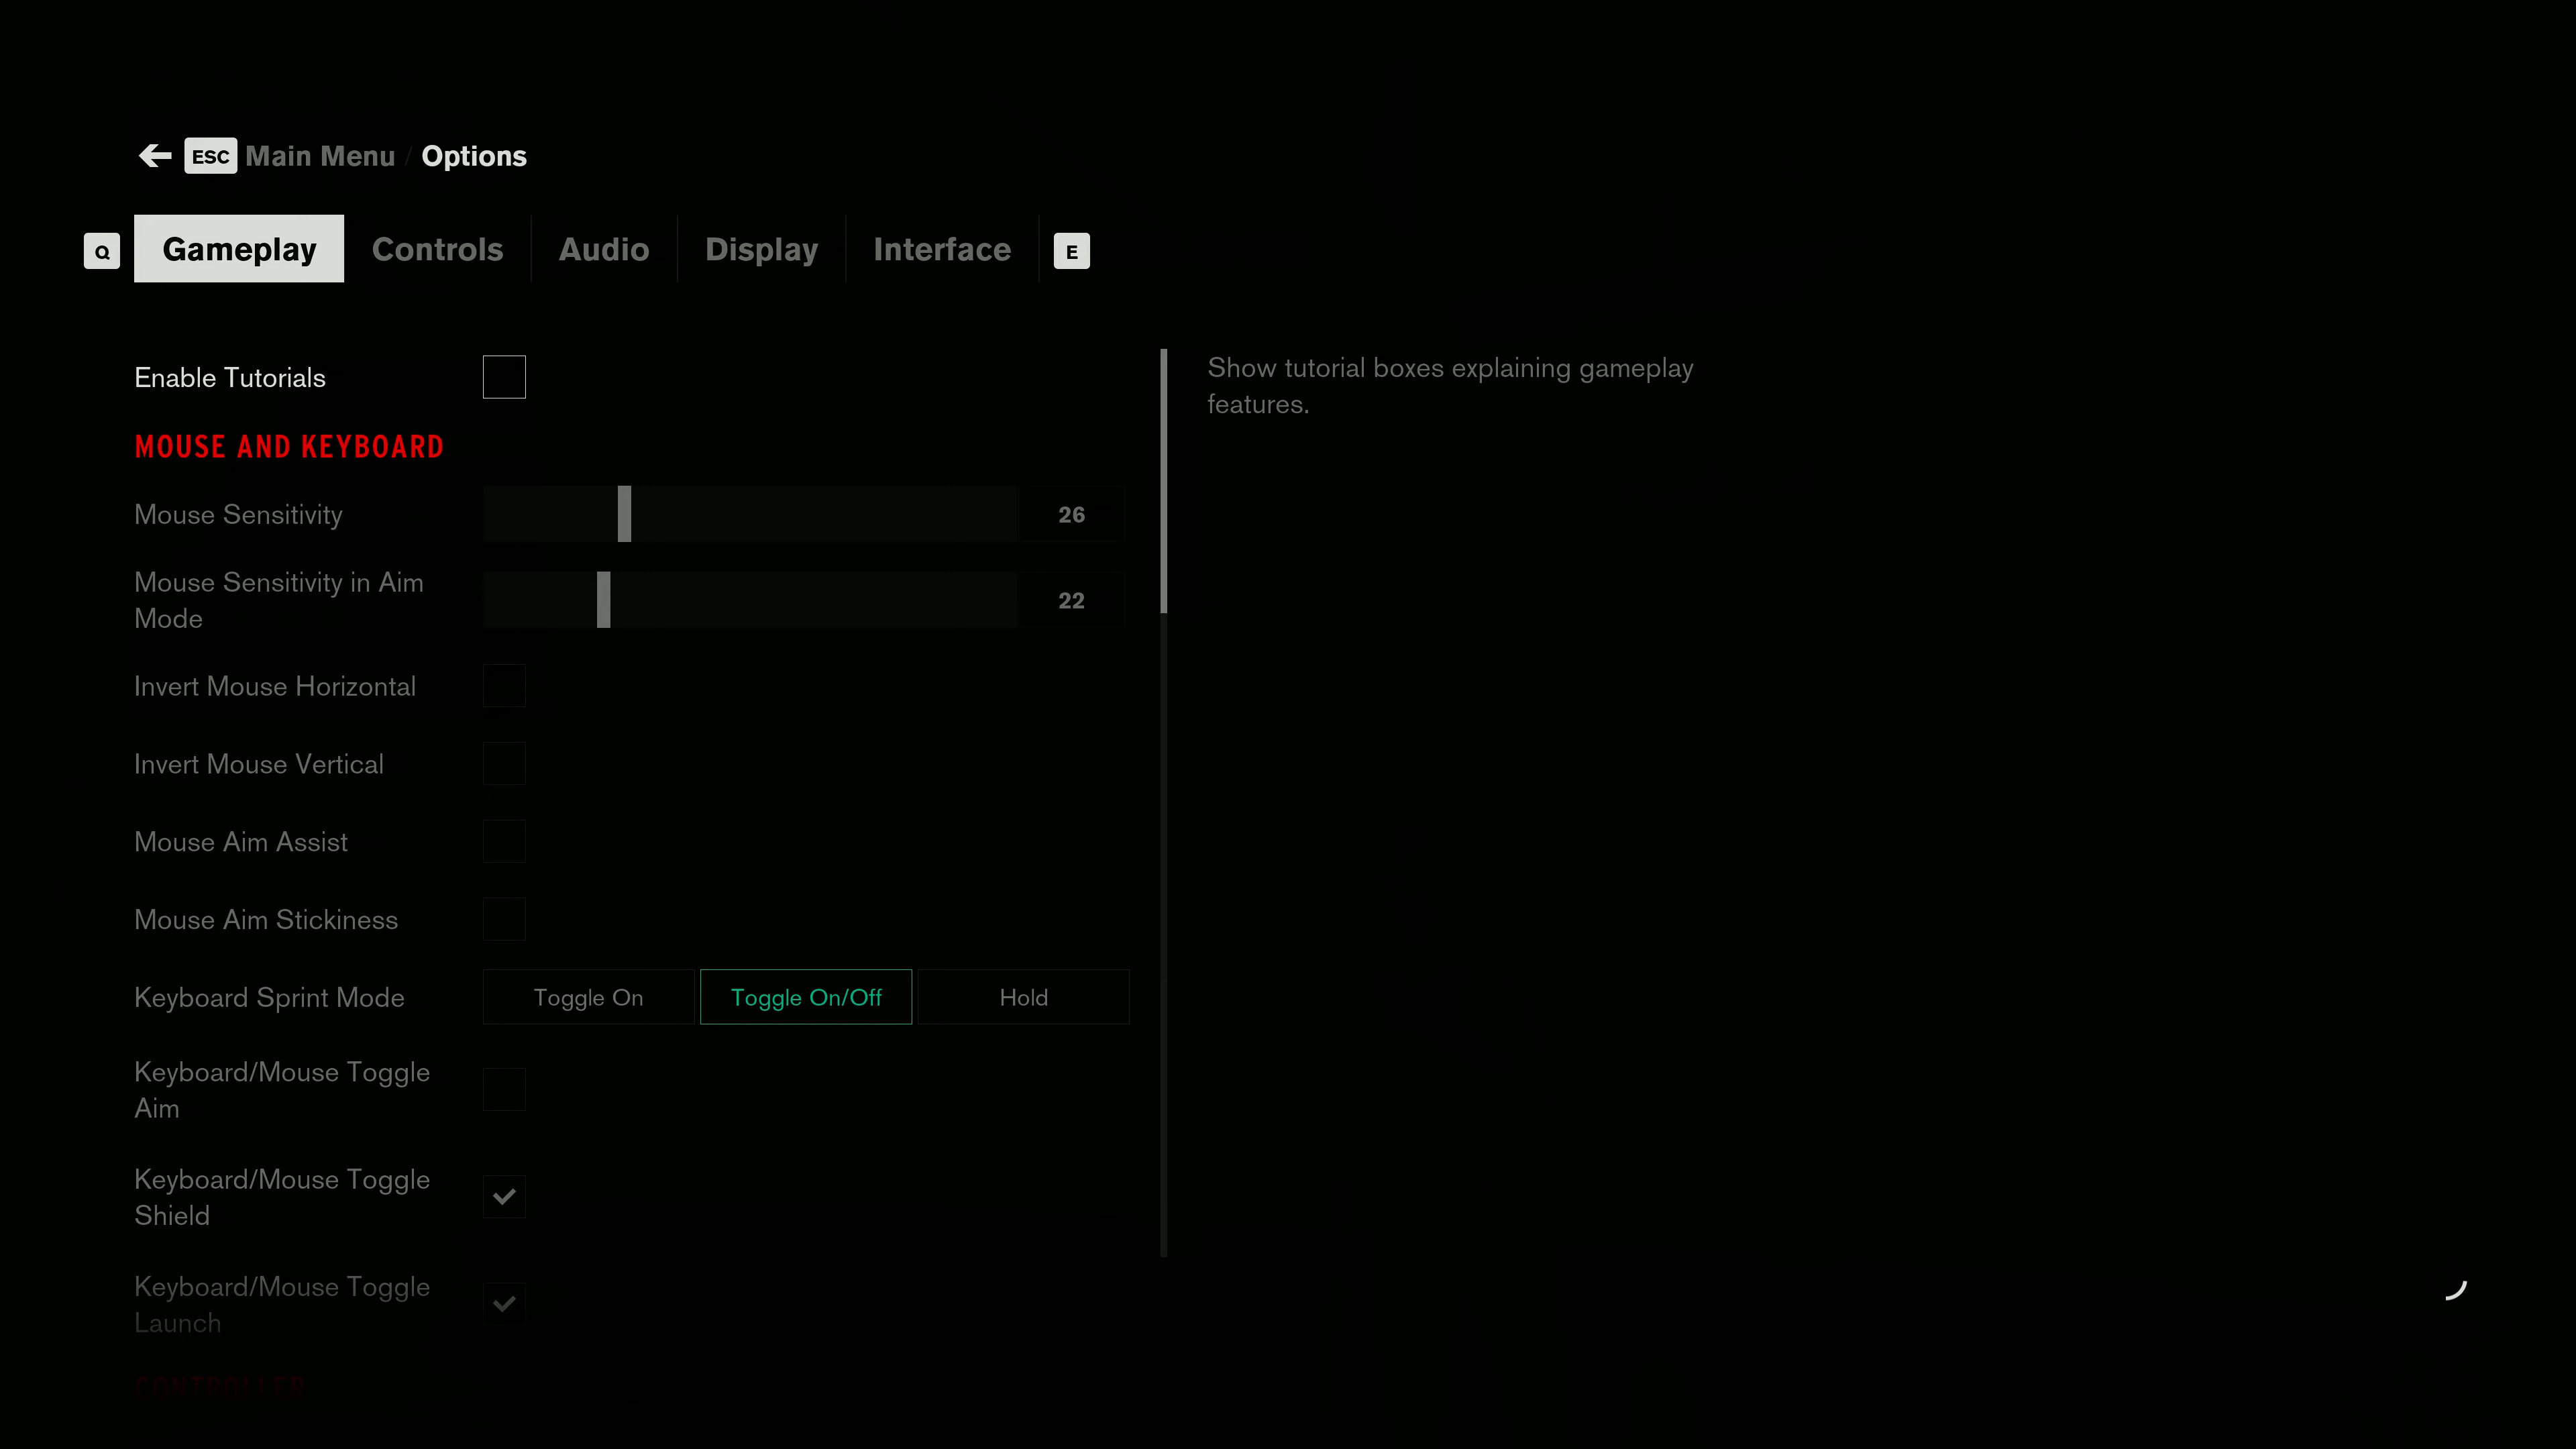 ESC Main Menu / Options
Q Gameplay Controls Audio Display Interface E
Enable Tutorials
Show tutorial boxes explaining gameplay
features.
MOUSE AND KEYBOARD
Mouse Sensitivity 26
Mouse Sensitivity in Aim
Mode
22
Invert Mouse Horizontal
Invert Mouse Vertical
Mouse Aim Assist
Mouse Aim Stickiness
Keyboard Sprint Mode Toggle On Toggle On/Off Hold
Keyboard/Mouse Toggle
Aim
Keyboard/Mouse Toggle
Shield
Keyboard/Mouse Toggle
Launch
CONTROLLER